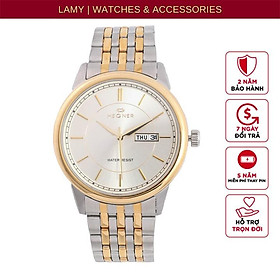 LAMY | WATCHES & ACCESSORIES
HEGNER
THU 31
WATER RESIST
2 NĂM
BẢO HÀNH
7 NGÀY
ĐỔI TRẢ
5 NĂM
MIỄN PHÍ THAY PIN
HỖ TRỢ
TRỌN ĐỜI